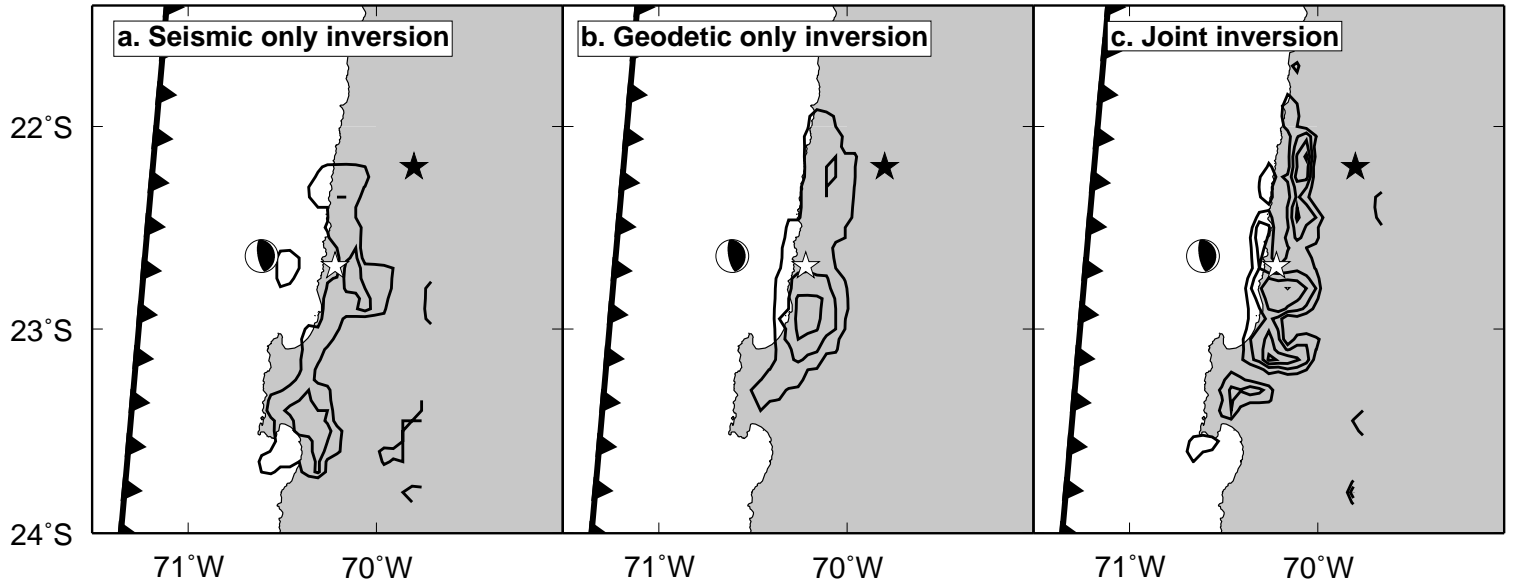 a. Seismic only inversion
b. Geodetic only inversion
c. Joint inversion
22˚S
23˚S
24˚S
71˚W 70˚W 71˚W 70˚W 71˚W 70˚W